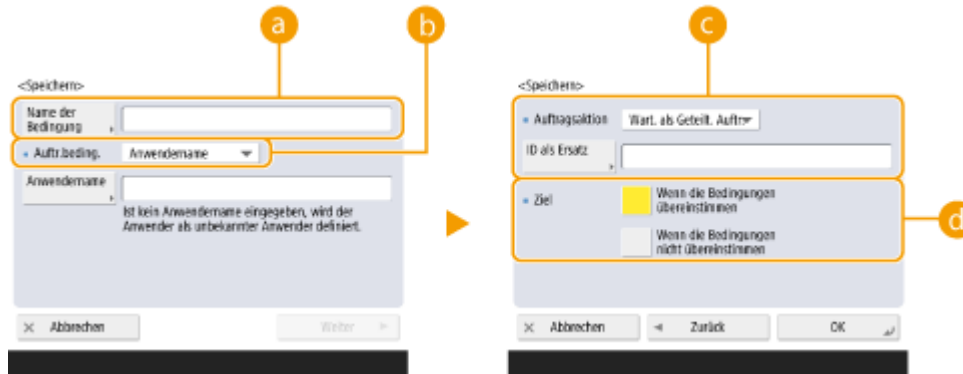 a
b
c
<Speichern>
Name der
Bedingung
Auftr.beding.
Anwendername
Anwendername
Ist kein Anwendername eingegeben, wird der
Anwender als unbekannter Anwender definiert.
Abbrechen
Weiter
<Speichern>
Auftragsaktion
Wart. als Geteilt. Auftr
ID als Ersatz
Ziel
Wenn die Bedingungen
übereinstimmen
Wenn die Bedingungen
nicht übereinstimmen
d
Abbrechen
Zurück
OK